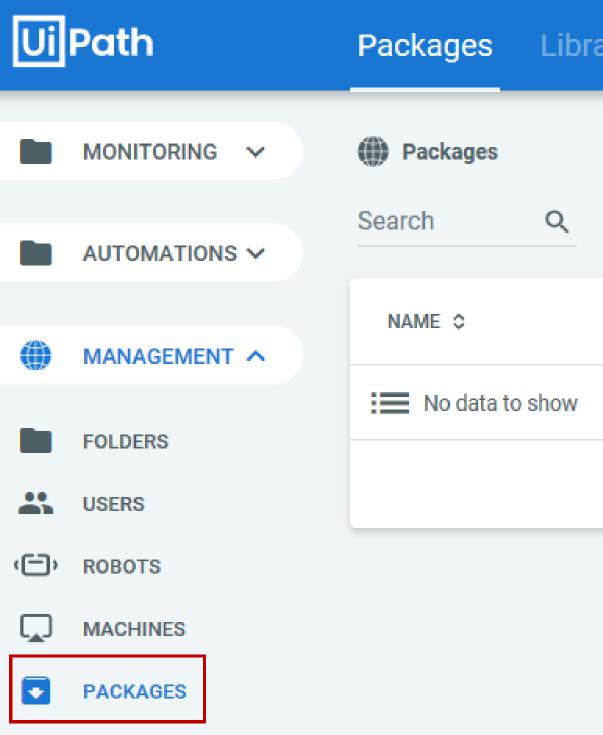 UiPath
Packages Libra
MONITORING
AUTOMATIONS
MANAGEMENT
FOLDERS
USERS
ROBOTS
MACHINES
PACKAGES
Packages
Search
NAME
No data to show